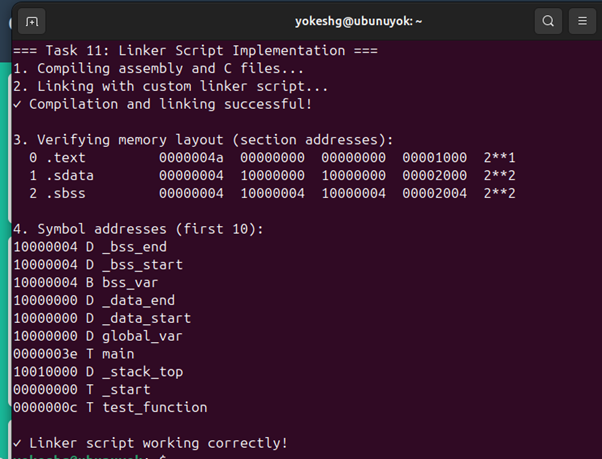 yokeshg@ubunuyok: ~
=== Task 11: Linker Script Implementation ===
1. Compiling assembly and C files...
2. Linking with custom linker script...
✓ Compilation and linking successful!
3. Verifying memory layout (section addresses):
0 .text 0000004a 00000000 00000000 00001000 2**1
1 .sdata 00000004 10000000 10000000 00002000 2**2
2 .sbss 00000004 10000004 10000004 00002004 2**2
4. Symbol addresses (first 10):
10000004 D _bss_end
10000004 D _bss_start
10000004 B bss_var
10000000 D _data_end
10000000 D _data_start
10000000 D global_var
0000003e T main
10010000 D _stack_top
00000000 T _start
0000000c T test_function
✓ Linker script working correctly!
yokeshg@ubunuyok:~$